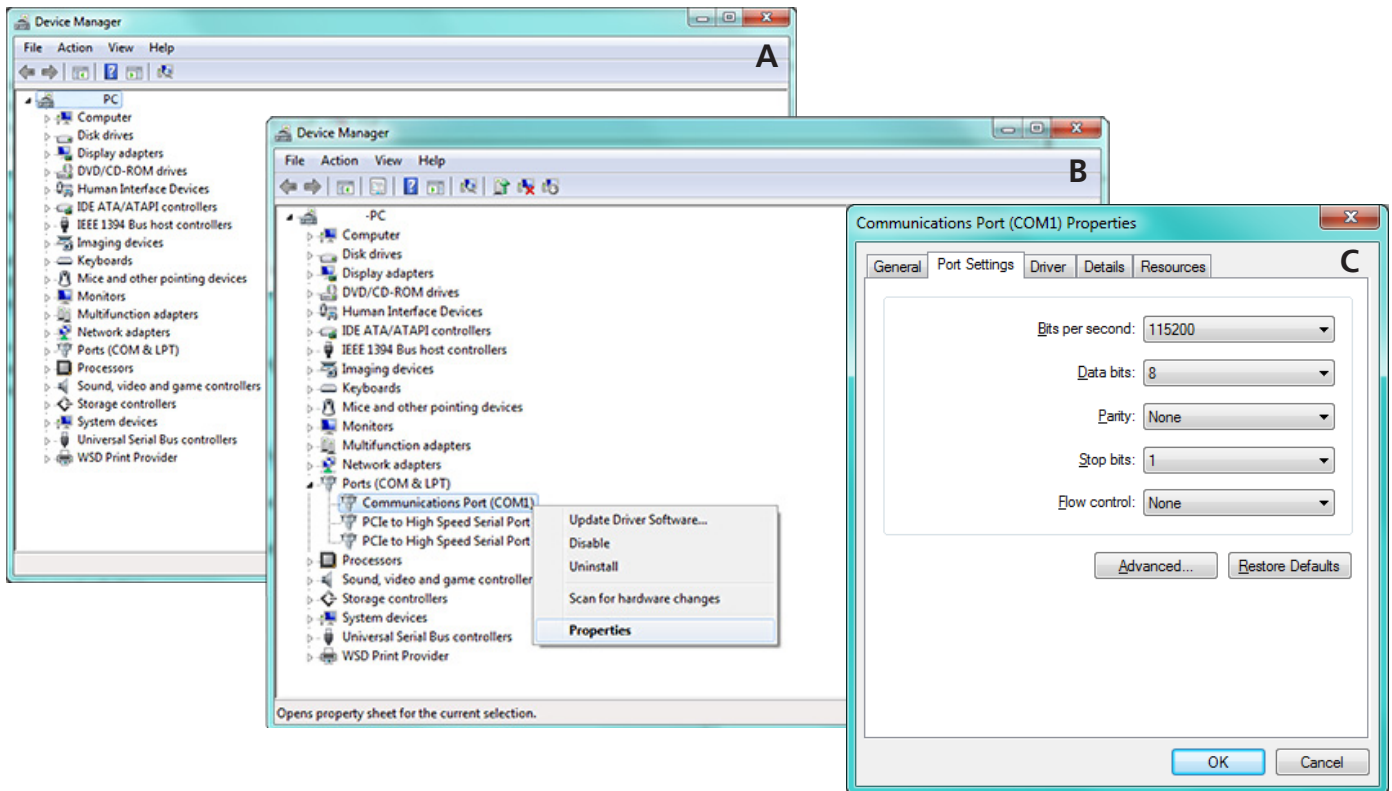 Device Manager
File Action View Help
A
PC
Computer
Disk drives
Display adapters
DVD/CD-ROM drives
Human Interface Devices
IDE ATA/ATAPI controllers
IEEE 1394 Bus host controllers
Imaging devices
Keyboards
Mice and other pointing devices
Monitors
Multifunction adapters
Network adapters
Ports (COM & LPT)
Processors
Sound, video and game controllers
Storage controllers
System devices
Universal Serial Bus controllers
WSD Print Provider
Device Manager
File Action View Help
B
-PC
Computer
Disk drives
Display adapters
DVD/CD-ROM drives
Human Interface Devices
IDE ATA/ATAPI controllers
IEEE 1394 Bus host controllers
Imaging devices
Keyboards
Mice and other pointing devices
Monitors
Multifunction adapters
Network adapters
Ports (COM & LPT)
Communications Port (COM1)
PCIe to High Speed Serial Port
PCIe to High Speed Serial Port
Processors
Sound, video and game controller
Storage controllers
System devices
Universal Serial Bus controllers
WSD Print Provider
Update Driver Software...
Disable
Uninstall
Scan for hardware changes
Properties
Opens property sheet for the current selection.
Communications Port (COM1) Properties
C
General Port Settings Driver Details Resources
Bits per second: 115200
Data bits: 8
Parity: None
Stop bits: 1
Flow control: None
Advanced... Restore Defaults
OK Cancel